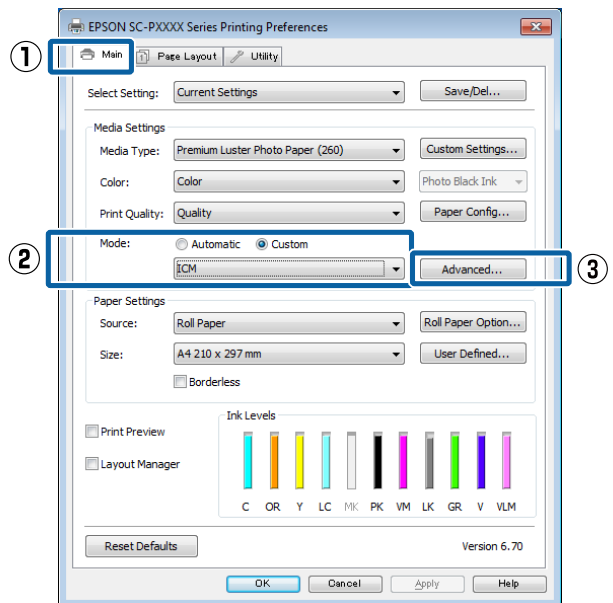 EPSON SC-PXXXX Series Printing Preferences
① Main Page Layout Utility
Select Setting: Current Settings Save/Del...
Media Settings
Media Type: Premium Luster Photo Paper (260) Custom Settings...
Color: Color Photo Black Ink
Print Quality: Quality Paper Config...
Mode: Automatic Custom
② ICM Advanced... ③
Paper Settings
Source: Roll Paper Roll Paper Option...
Size: A4 210 x 297 mm User Defined...
Borderless
Ink Levels
Print Preview
Layout Manager
C OR Y LC MK PK VM LK GR V VLM
Reset Defaults Version 6.70
OK Cancel Apply Help